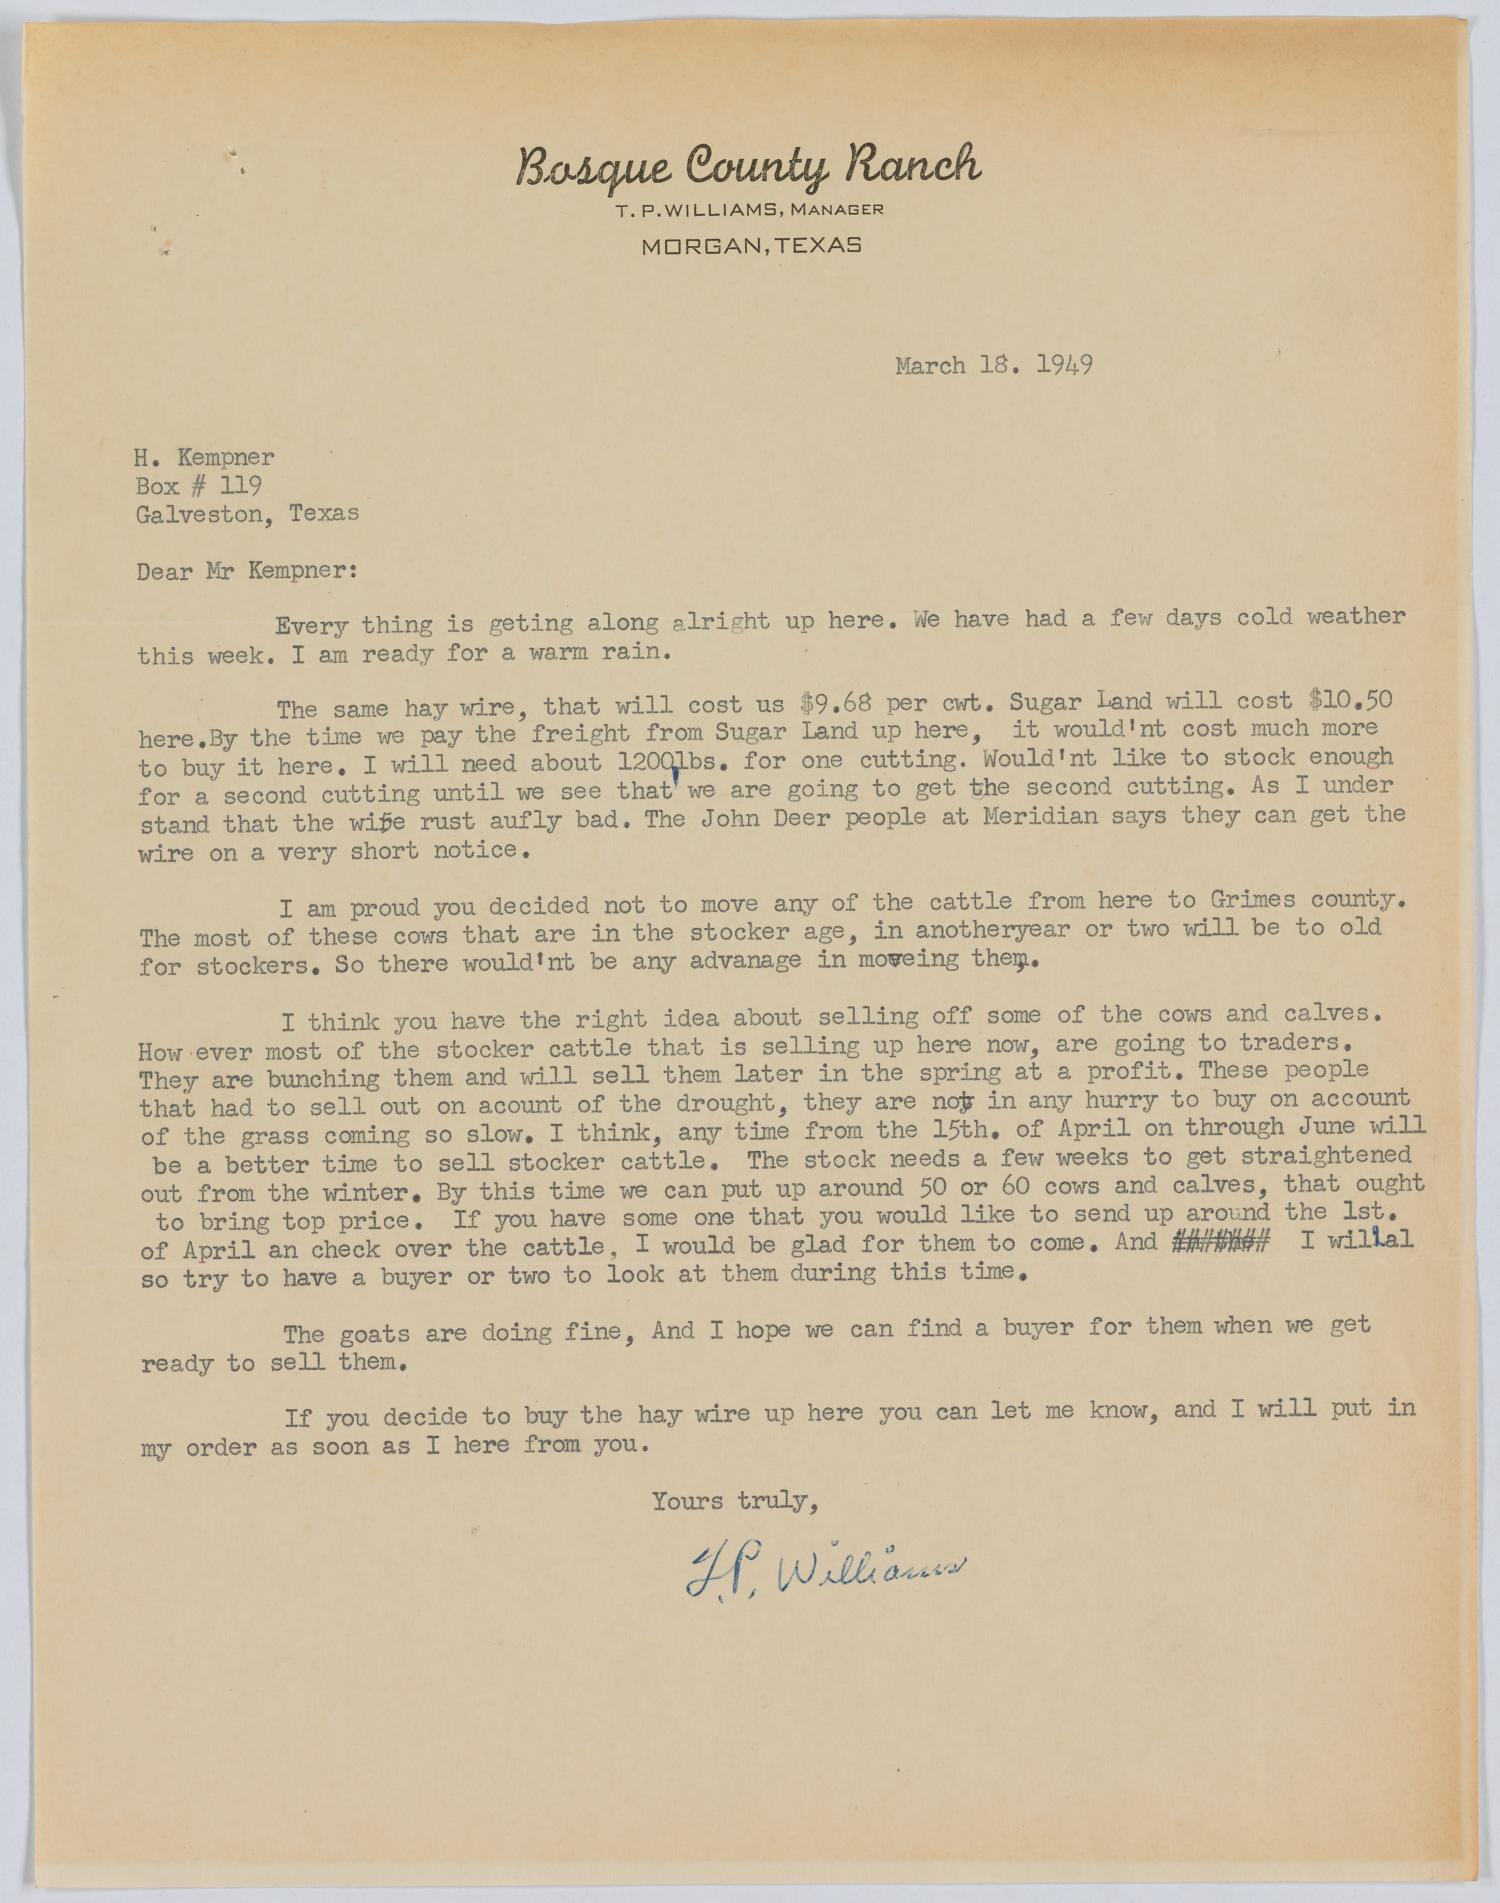 Bosque County Ranch
T. P. WILLIAMS, MANAGER
MORGAN, TEXAS
March 18. 1949
H. Kempner
Box # 119
Galveston, Texas
Dear Mr Kempner:
Every thing is geting along alright up here. We have had a few days cold weather
this week. I am ready for a warm rain.
The same hay wire, that will cost us $9.68 per cwt. Sugar Land will cost $10.50
here.By the time we pay the freight from Sugar Land up here, it would'nt cost much more
to buy it here. I will need about 1200lbs. for one cutting. Would'nt like to stock enough
for a second cutting until we see that we are going to get the second cutting. As I under
stand that the wire rust aufly bad. The John Deer people at Meridian says they can get the
wire on a very short notice.
I am proud you decided not to move any of the cattle from here to Grimes county.
The most of these cows that are in the stocker age, in anotheryear or two will be to old
for stockers. So there would'nt be any advanage in moveing them.
I think you have the right idea about selling off some of the cows and calves.
How ever most of the stocker cattle that is selling up here now, are going to traders.
They are bunching them and will sell them later in the spring at a profit. These people
that had to sell out on acount of the drought, they are not in any hurry to buy on account
of the grass coming so slow. I think, any time from the 15th. of April on through June will
be a better time to sell stocker cattle. The stock needs a few weeks to get straightened
out from the winter. By this time we can put up around 50 or 60 cows and calves, that ought
to bring top price. If you have some one that you would like to send up around the 1st.
of April an check over the cattle, I would be glad for them to come. And ####### I willal
so try to have a buyer or two to look at them during this time.
The goats are doing fine, And I hope we can find a buyer for them when we get
ready to sell them.
If you decide to buy the hay wire up here you can let me know, and I will put in
my order as soon as I here from you.
Yours truly,
T.P. Williams